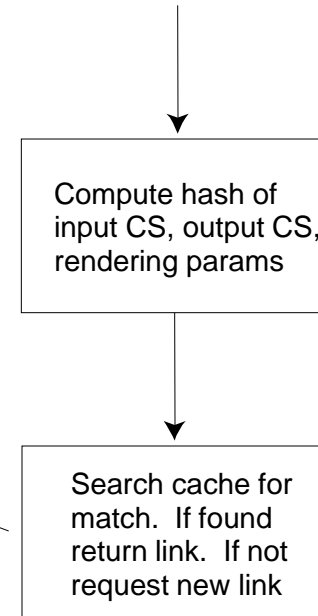 Compute hash of
input CS, output CS,
rendering params
Search cache for
match.  If found
return link.  If not
request new link